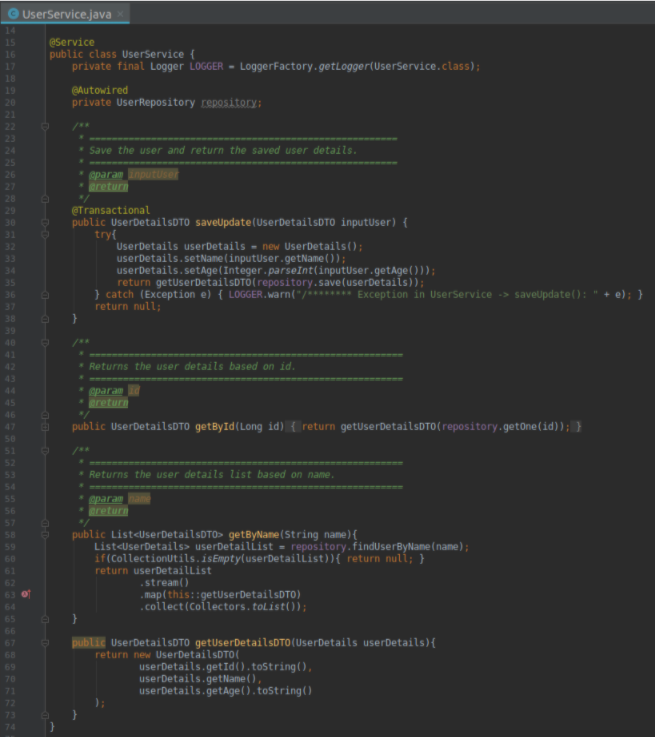 UserService.java
14
15 @Service
16 public class UserService {
17     private final Logger LOGGER = LoggerFactory.getLogger(UserService.class);
18
19     @Autowired
20     private UserRepository repository;
21
22     /**
23      * =======================================================
24      * Save the user and return the saved user details.
25      * =======================================================
26      * @param inputUser
27      * @return
28      */
29     @Transactional
30     public UserDetailsDTO saveUpdate(UserDetailsDTO inputUser) {
31         try{
32             UserDetails userDetails = new UserDetails();
33             userDetails.setName(inputUser.getName());
34             userDetails.setAge(Integer.parseInt(inputUser.getAge()));
35             return getUserDetailsDTO(repository.save(userDetails));
36         } catch (Exception e) { LOGGER.warn("/******** Exception in UserService -> saveUpdate(): " + e); }
37         return null;
38     }
39
40     /**
41      * ========================================================
42      * Returns the user details based on id.
43      * ========================================================
44      * @param id
45      * @return
46      */
47     public UserDetailsDTO getById(Long id) { return getUserDetailsDTO(repository.getOne(id)); }
50
51     /**
52      * ========================================================
53      * Returns the user details list based on name.
54      * ========================================================
55      * @param name
56      * @return
57      */
58     public List<UserDetailsDTO> getByName(String name){
59         List<UserDetails> userDetailList = repository.findUserByName(name);
60         if(CollectionUtils.isEmpty(userDetailList)){ return null; }
61         return userDetailList
62                 .stream()
63                 .map(this::getUserDetailsDTO)
64                 .collect(Collectors.toList());
65     }
66
67     public UserDetailsDTO getUserDetailsDTO(UserDetails userDetails){
68         return new UserDetailsDTO(
69                 userDetails.getId().toString(),
70                 userDetails.getName(),
71                 userDetails.getAge().toString()
72         );
73     }
74 }